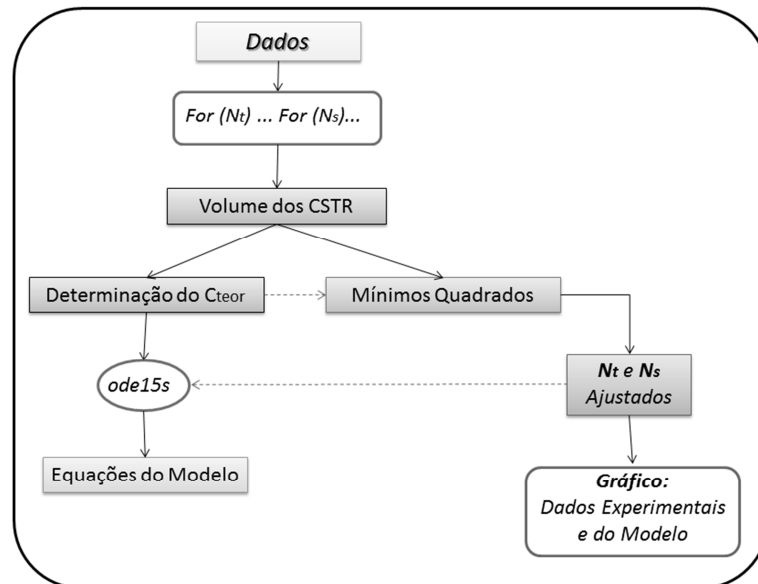 Dados
For (Nt) ... For (Ns)...
Volume dos CSTR
Determinação do Cteor
Mínimos Quadrados
ode15s
Nt e Ns
Ajustados
Equações do Modelo
Gráfico:
Dados Experimentais
e do Modelo